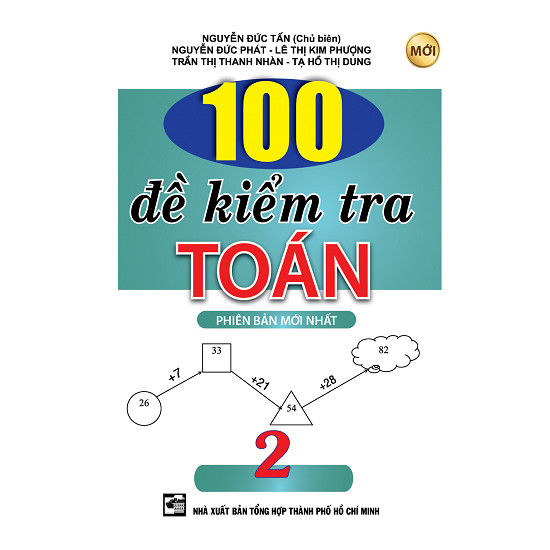 NGUYỄN ĐỨC TẤN (Chủ biên)
NGUYỄN ĐỨC PHÁT - LÊ THỊ KIM PHƯỢNG
TRẦN THỊ THANH NHÀN - TẠ HỒ THỊ DUNG
MỚI
100
đề kiểm tra
TOÁN
PHIÊN BẢN MỚI NHẤT
33
82
+7
+21
+28
26
54
2
NHÀ XUẤT BẢN TỔNG HỢP THÀNH PHỐ HỒ CHÍ MINH